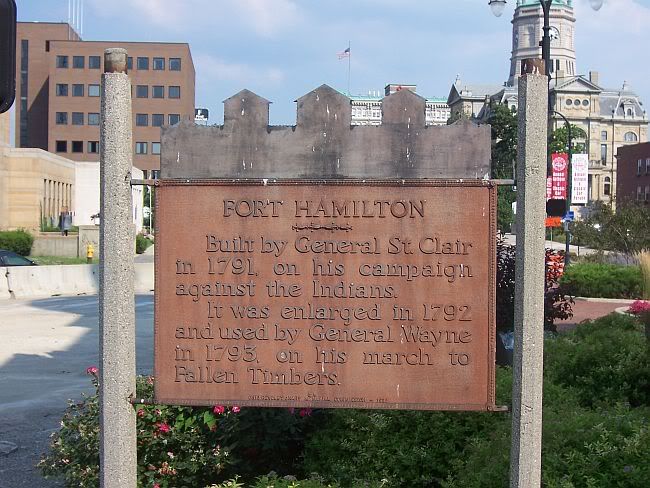 FORT HAMILTON
Built by General St. Clair
in 1791, on his campaign
against the Indians.
It was enlarged in 1792
and used by General Wayne
in 1793, on his march to
Fallen Timbers.